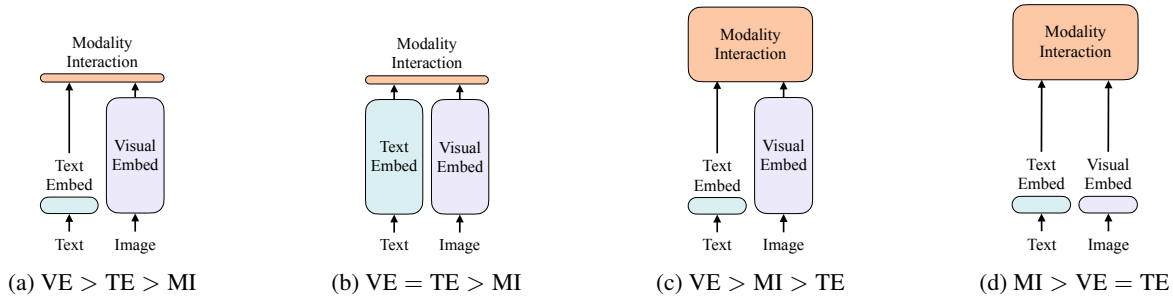 Modality
Interaction
Text
Embed
Visual
Embed
Text
Image
(a) VE > TE > MI
Modality
Interaction
Text
Embed
Visual
Embed
Text
Image
(b) VE = TE > MI
Modality
Interaction
Text
Embed
Visual
Embed
Text
Image
(c) VE > MI > TE
Modality
Interaction
Text
Embed
Visual
Embed
Text
Image
(d) MI > VE = TE